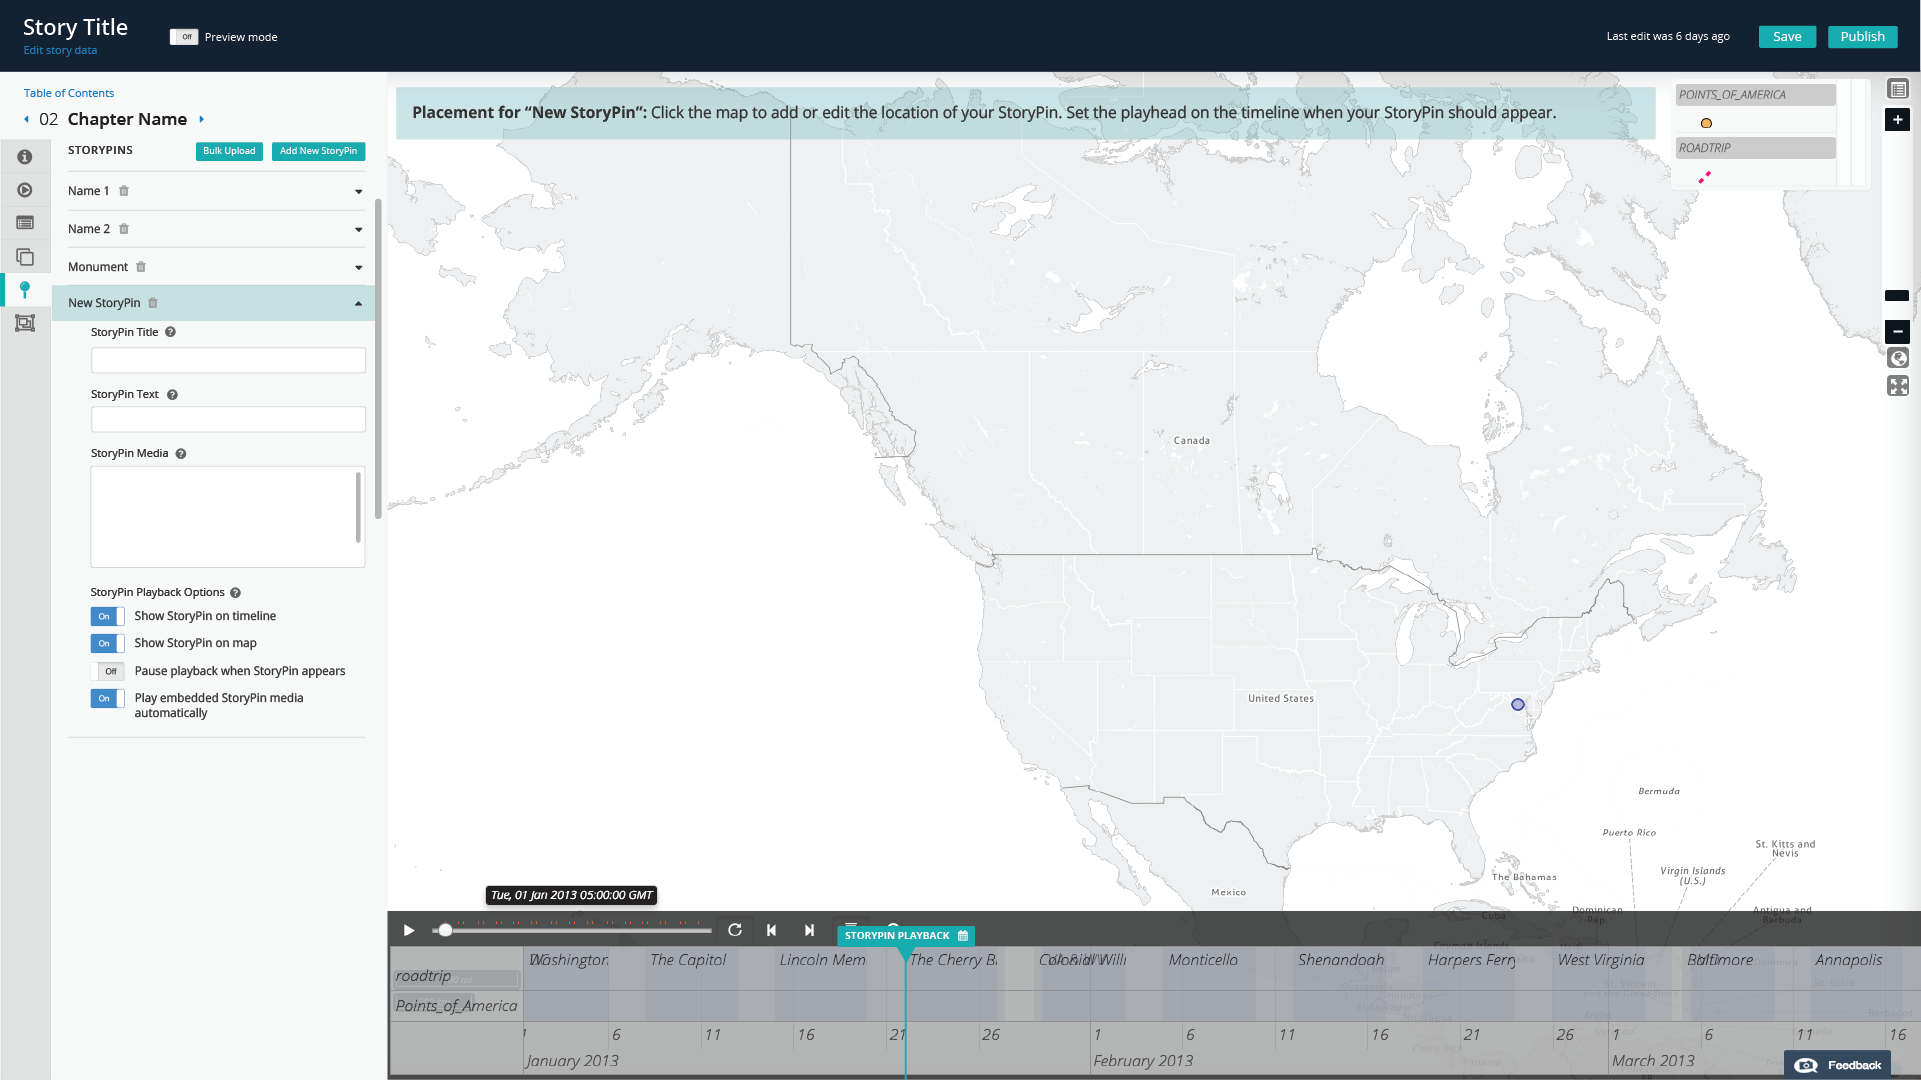 Story Title
Edit story data
Off
Preview mode
Last edit was 6 days ago
Save
Publish
Table of Contents
02 Chapter Name
STORYPINS
Bulk Upload
Add New StoryPin
Name 1
Name 2
Monument
New StoryPin
StoryPin Title
StoryPin Text
StoryPin Media
StoryPin Playback Options
On
Show StoryPin on timeline
On
Show StoryPin on map
Off
Pause playback when StoryPin appears
On
Play embedded StoryPin media
automatically
Placement for “New StoryPin”: Click the map to add or edit the location of your StoryPin. Set the playhead on the timeline when your StoryPin should appear.
POINTS_OF_AMERICA
ROADTRIP
Canada
United States
Bermuda
Puerto Rico
St. Kitts and
Nevis
Virgin Islands
(U.S.)
The Bahamas
Mexico
Cuba
Dominican
Rep.
Antigua and
Barbuda
Tue, 01 Jan 2013 05:00:00 GMT
STORYPIN PLAYBACK
Cayman Islands
roadtrip
Washington
The Capitol
Lincoln Mem
The Cherry Bl
Colonial Willi
Monticello
Shenandoah
Harpers Ferry
West Virginia
Baltimore
Annapolis
Points_of_America
1 6 11 16 21 26 1 6 11 16 21 26 1 6 11 16
January 2013
February 2013
March 2013
Feedback